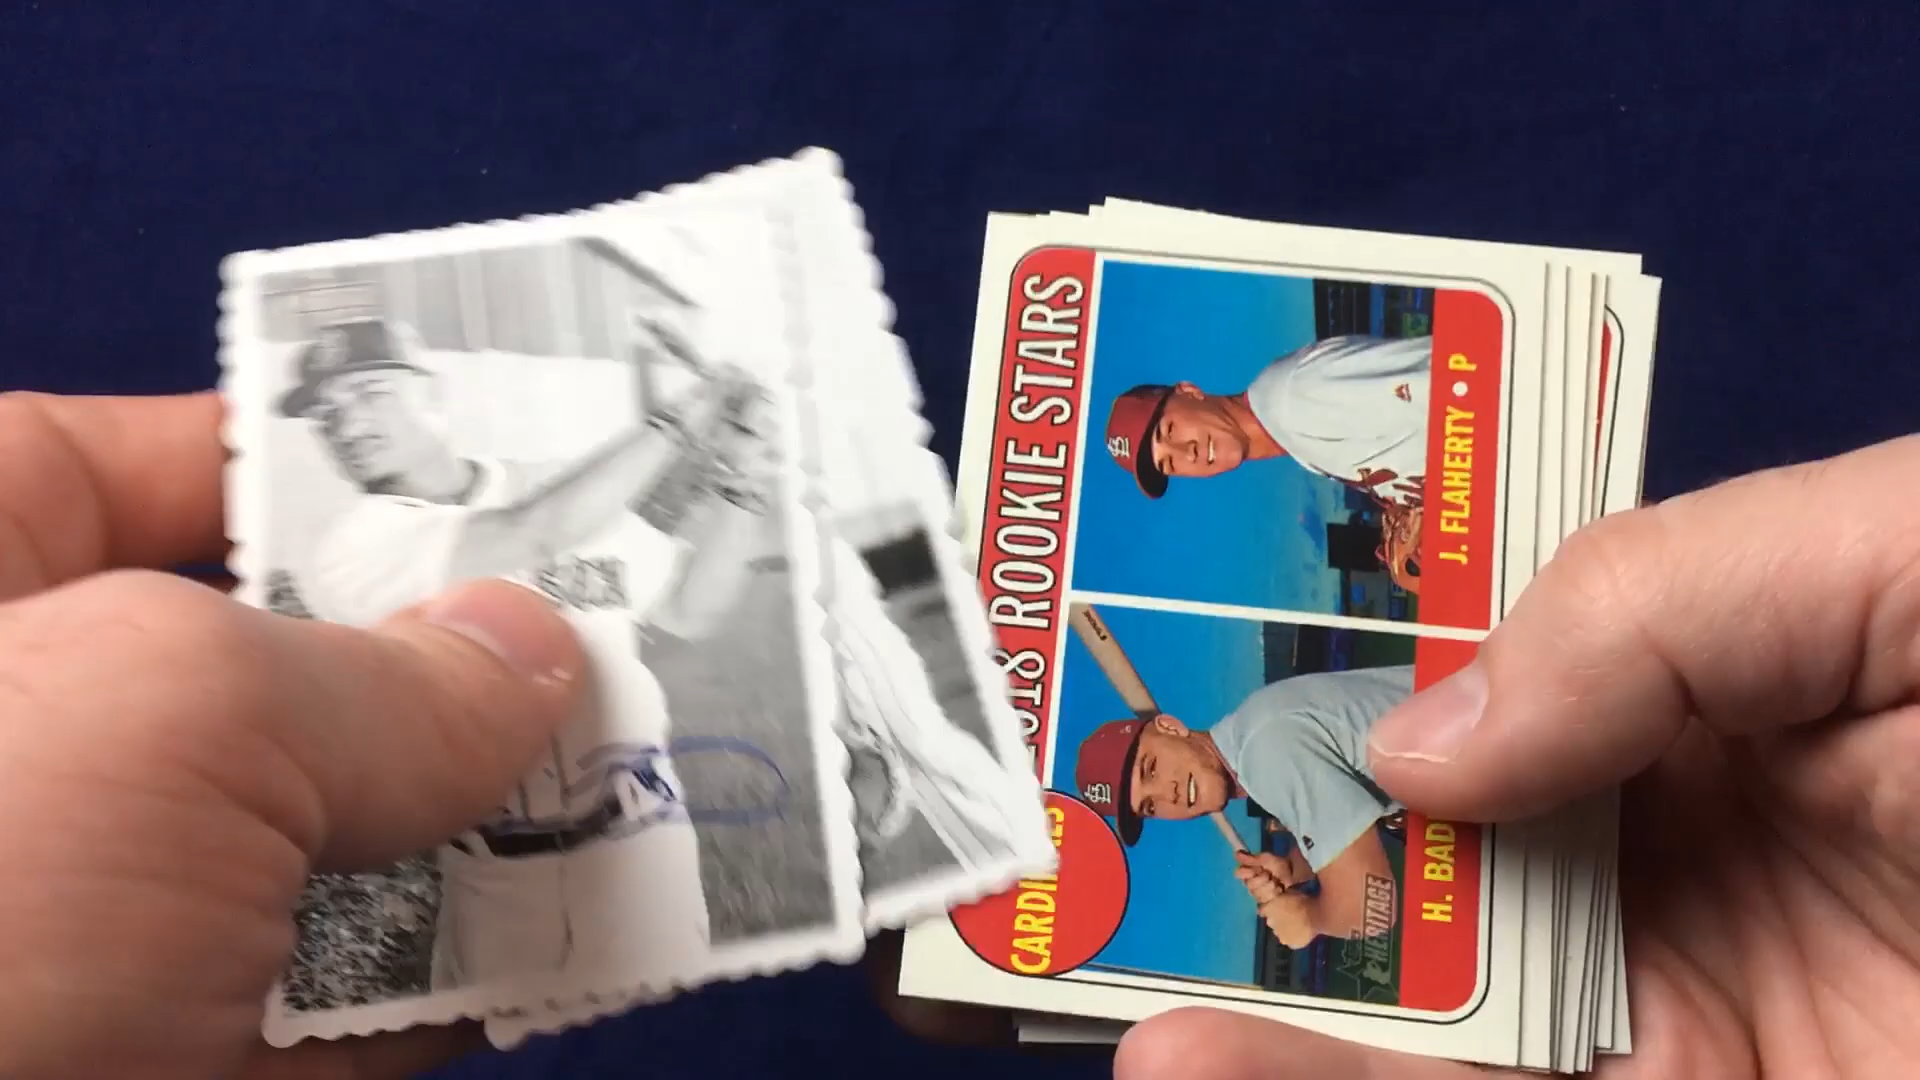 2018 ROOKIE STARS
J. FLAHERTY • P
H. BAD
CARDINALS
HERITAGE